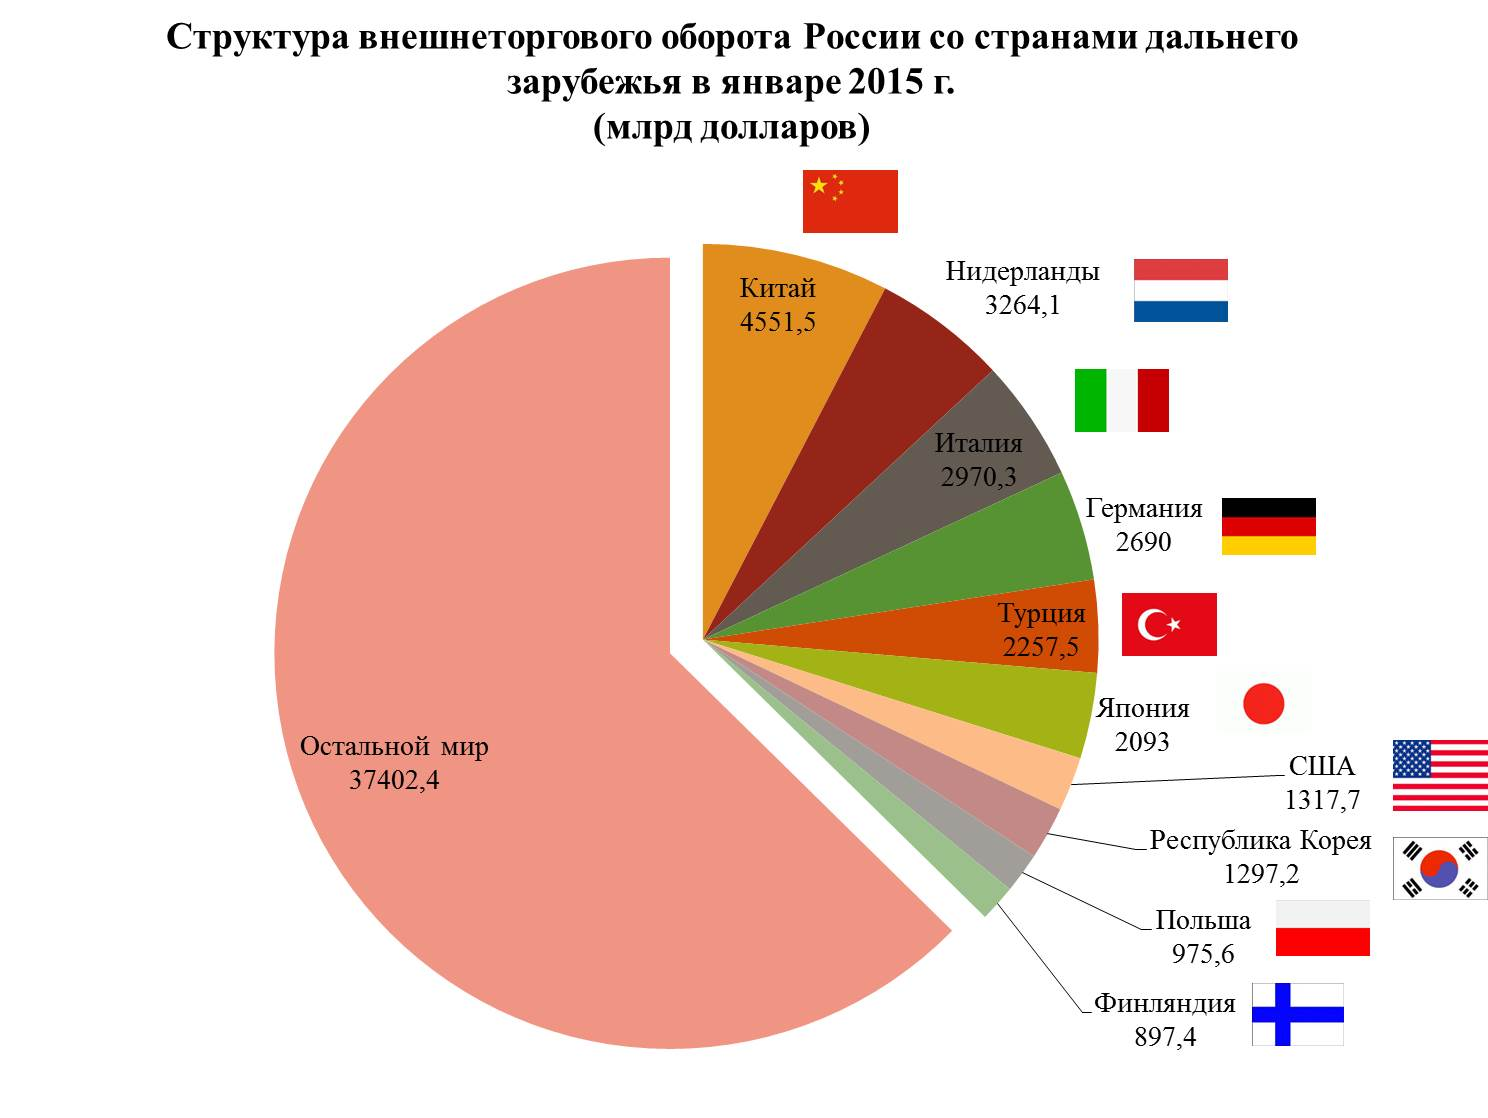 Структура внешнеторгового оборота России со странами дальнего
зарубежья в январе 2015 г.
(млрд долларов)
Китай
4551,5
Нидерланды
3264,1
Италия
2970,3
Германия
2690
Турция
2257,5
Япония
2093
США
1317,7
Республика Корея
1297,2
Польша
975,6
Финляндия
897,4
Остальной мир
37402,4